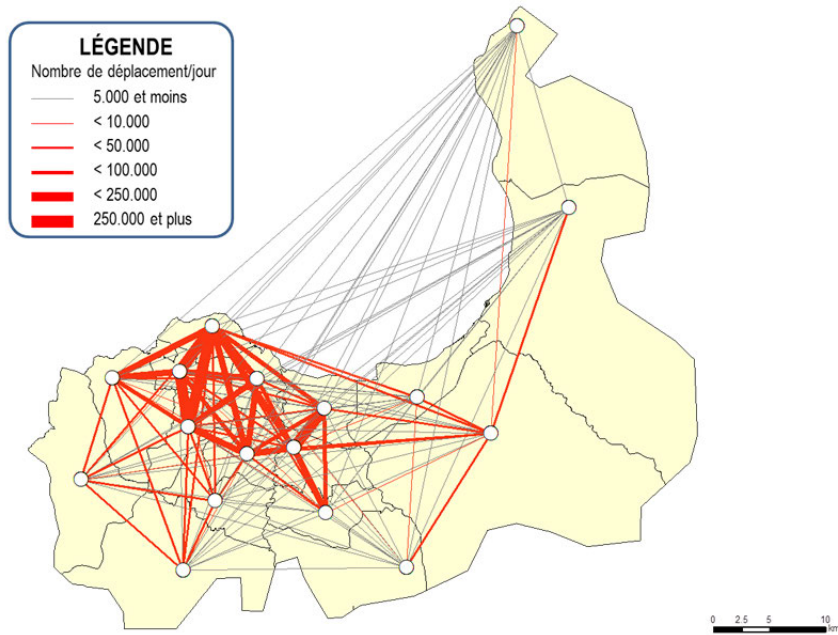 LÉGENDE
Nombre de déplacement/jour
5.000 et moins
< 10.000
< 50.000
< 100.000
< 250.000
250.000 et plus
0 2.5 5 10
km